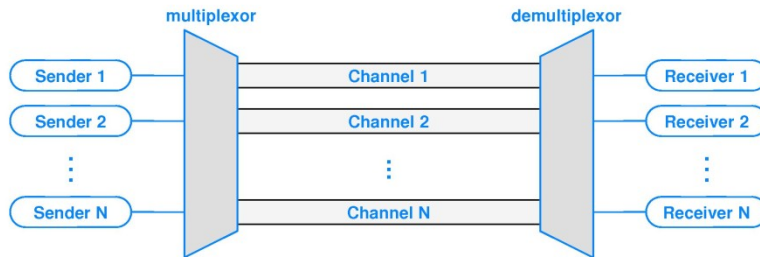 multiplexor
demultiplexor
Sender 1
Channel 1
Receiver 1
Sender 2
Channel 2
Receiver 2
Sender N
Channel N
Receiver N